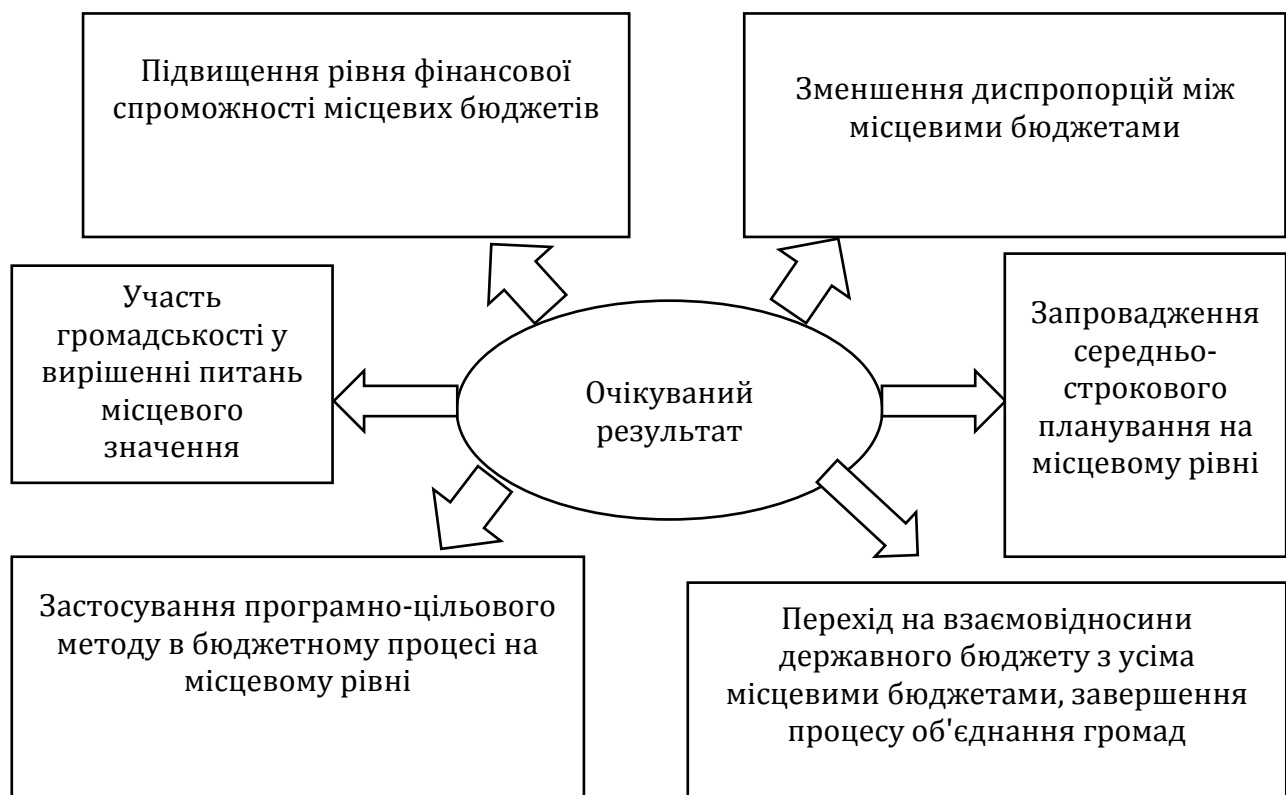 Підвищення рівня фінансової
спроможності місцевих бюджетів
Зменшення диспропорцій між
місцевими бюджетами
Участь
громадськості у
вирішенні питань
місцевого
значення
Очікуваний
результат
Запровадження
середньо-
строкового
планування на
місцевому рівні
Застосування програмно-цільового
методу в бюджетному процесі на
місцевому рівні
Перехід на взаємовідносини
державного бюджету з усіма
місцевими бюджетами, завершення
процесу об'єднання громад